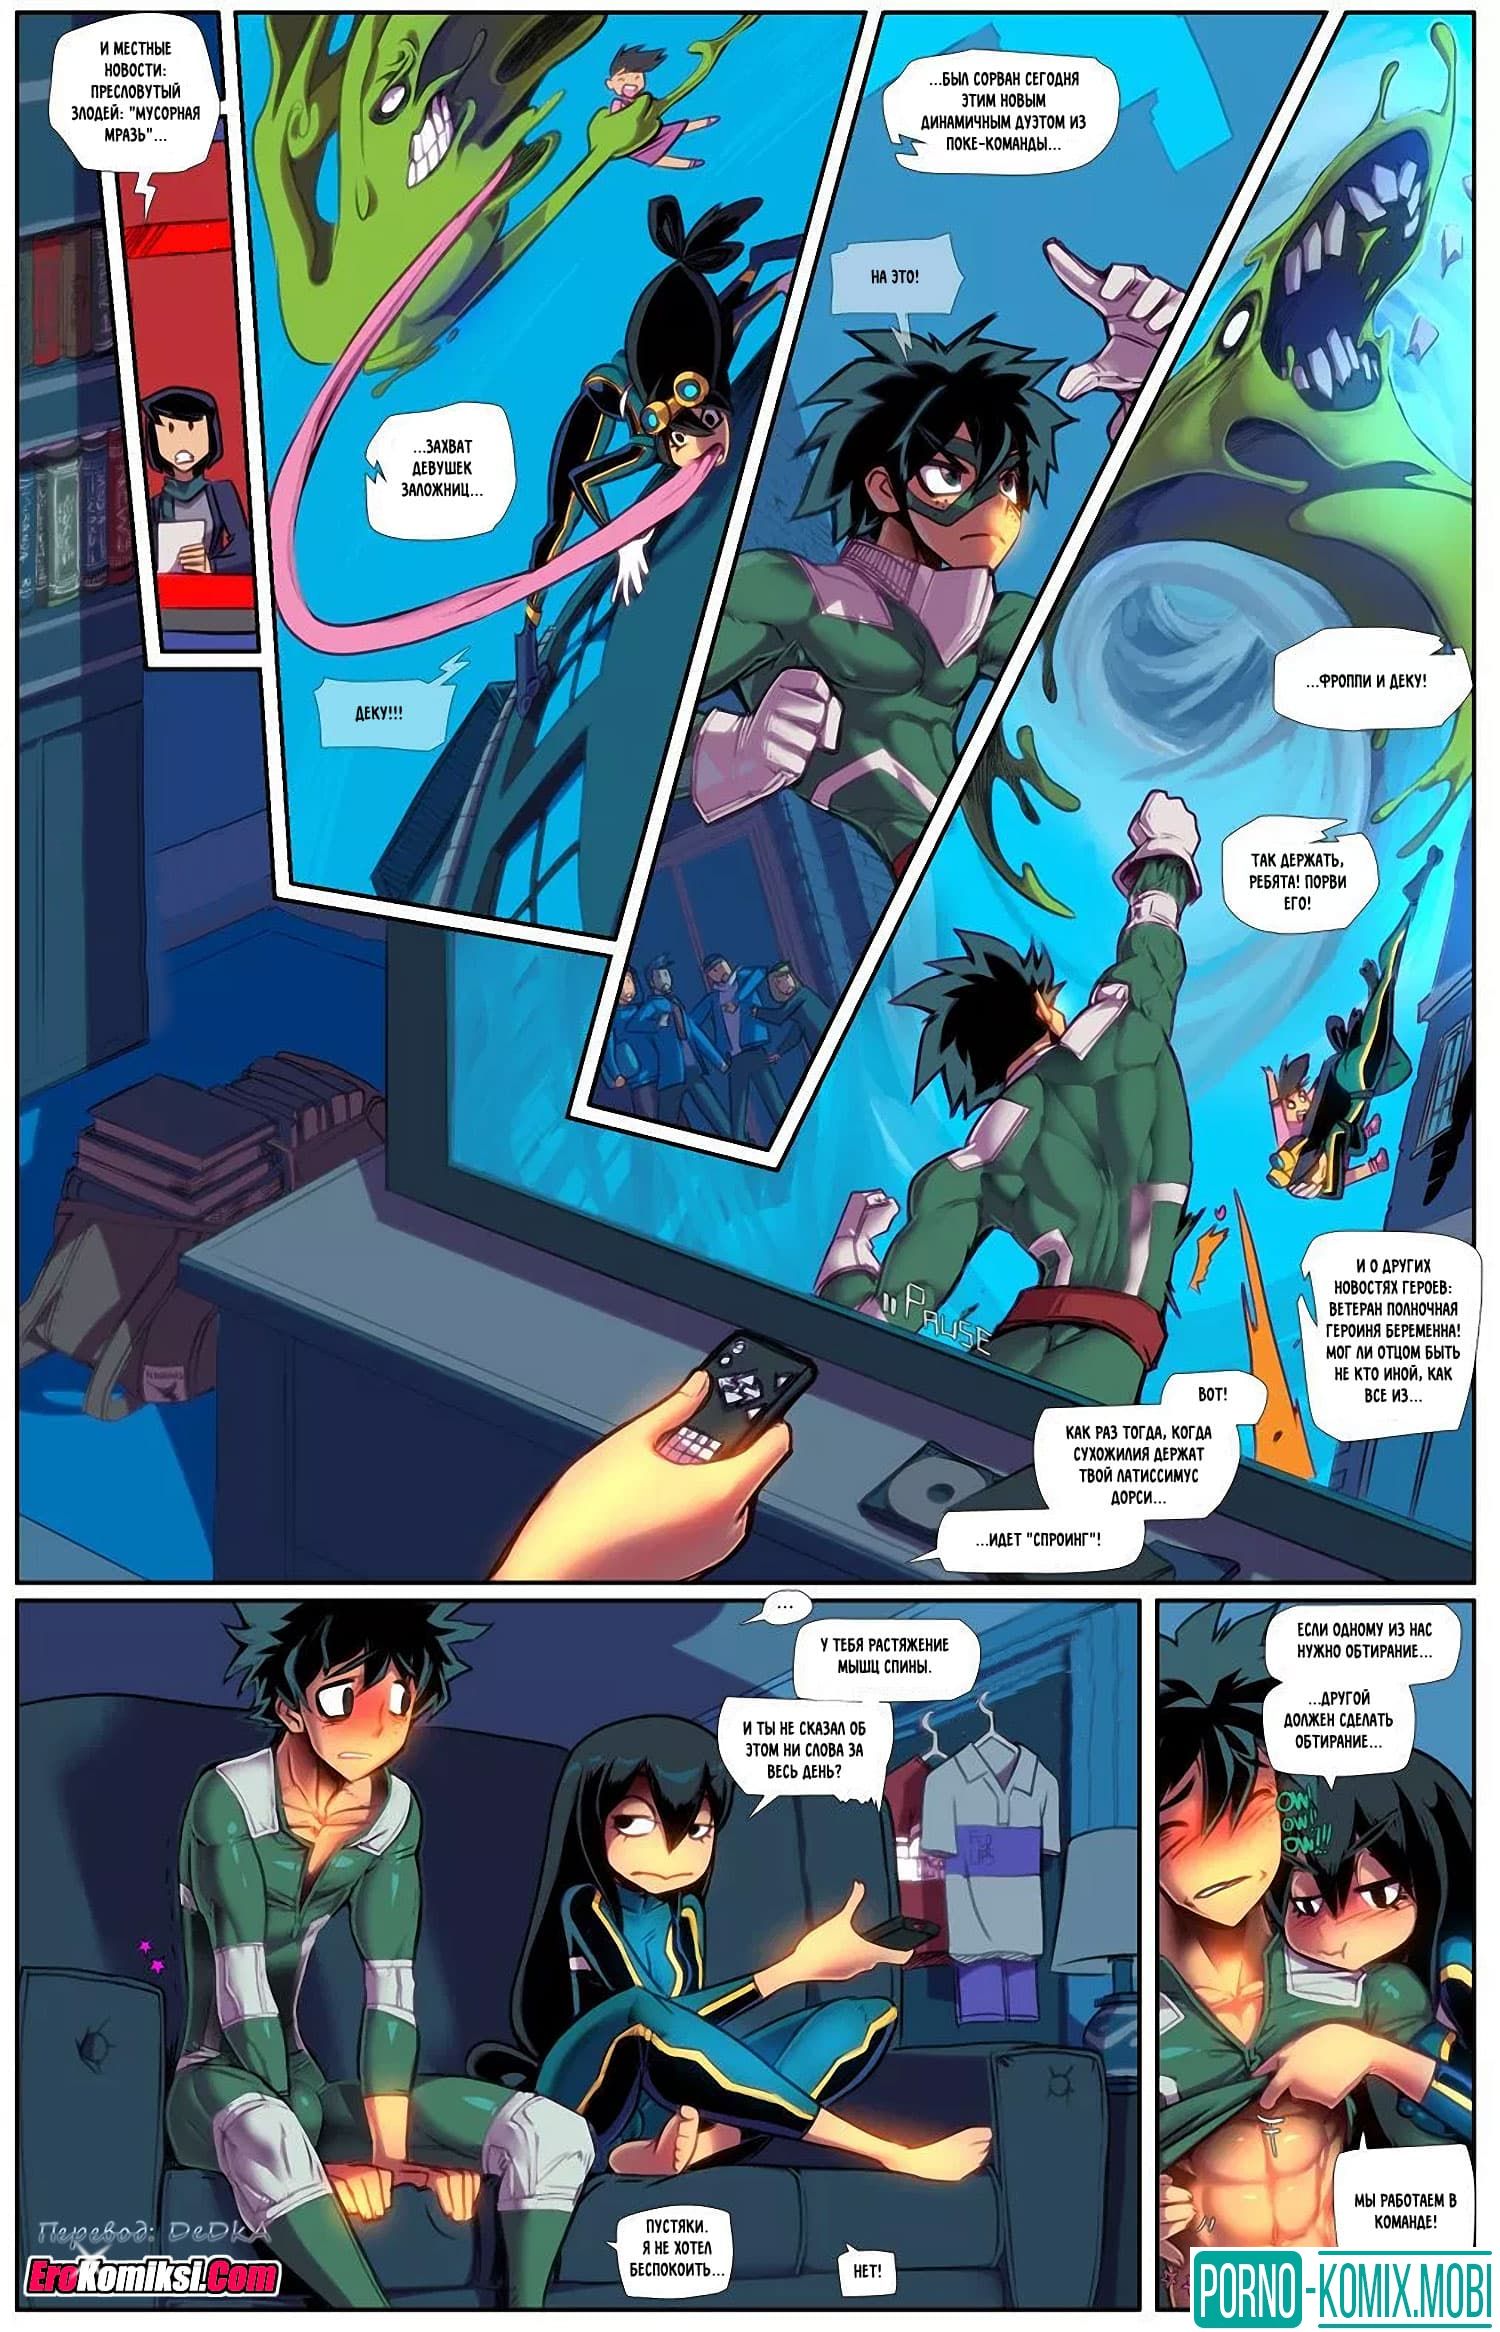 И МЕСТНЫЕ
НОВОСТИ:
ПРЕСЛОВУТЫЙ
ЗЛОДЕЙ: "МУСОРНАЯ
МРАЗЬ"...
...ЗАХВАТ
ДЕВУШЕК
ЗАЛОЖНИЦ...
ДЕКУ!!!
...БЫЛ СОРВАН СЕГОДНЯ
ЭТИМ НОВЫМ
ДИНАМИЧНЫМ ДУЭТОМ ИЗ
ПОКЕ-КОМАНДЫ...
НА ЭТО!
...ФРОППИ И ДЕКУ!
ТАК ДЕРЖАТЬ,
РЕБЯТА! ПОРВИ
ЕГО!
И О ДРУГИХ
НОВОСТЯХ ГЕРОЕВ:
ВЕТЕРАН ПОЛНОЧНАЯ
ГЕРОИНЯ БЕРЕМЕННА!
МОГ ЛИ ОТЦОМ БЫТЬ
НЕ КТО ИНОЙ, КАК
ВСЕ ИЗ...
PAUSE
ВОТ!
КАК РАЗ ТОГДА, КОГДА
СУХОЖИЛИЯ ДЕРЖАТ
ТВОЙ ЛАТИССИМУС
ДОРСИ...
...ИДЕТ "СПРОИНГ"!
...
У ТЕБЯ РАСТЯЖЕНИЕ
МЫШЦ СПИНЫ.
И ТЫ НЕ СКАЗАЛ ОБ
ЭТОМ НИ СЛОВА ЗА
ВЕСЬ ДЕНЬ?
ПУСТЯКИ.
Я НЕ ХОТЕЛ
БЕСПОКОИТЬ...
НЕТ!
ЕСЛИ ОДНОМУ ИЗ НАС
НУЖНО ОБТИРАНИЕ...
...ДРУГОЙ
ДОЛЖЕН СДЕЛАТЬ
ОБТИРАНИЕ...
OW!
OW!
OW!!!
МЫ РАБОТАЕМ В
КОМАНДЕ!
Перевод: DeDkA
EroKomiksi.Com
PORNO-KOMIX.MOBI